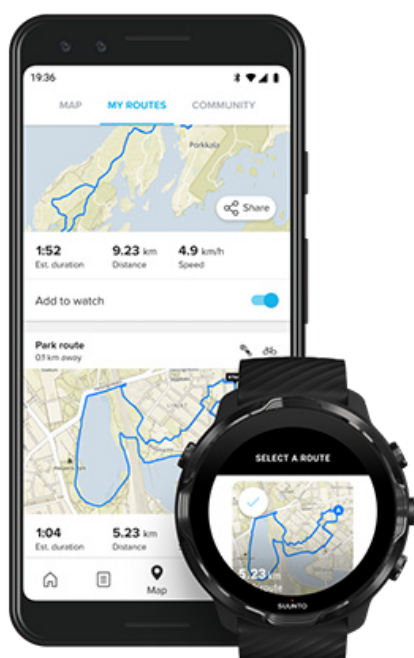 19:36
MAP MY ROUTES COMMUNITY
Porkkala
Share
1:52 9.23 km 4.9 km/h
Est. duration Distance Speed
Add to watch
Park route
0.1 km away
1:04 5.23 km
Est. duration Distance
Map
SELECT A ROUTE
5.23 km
route
SUUNTO